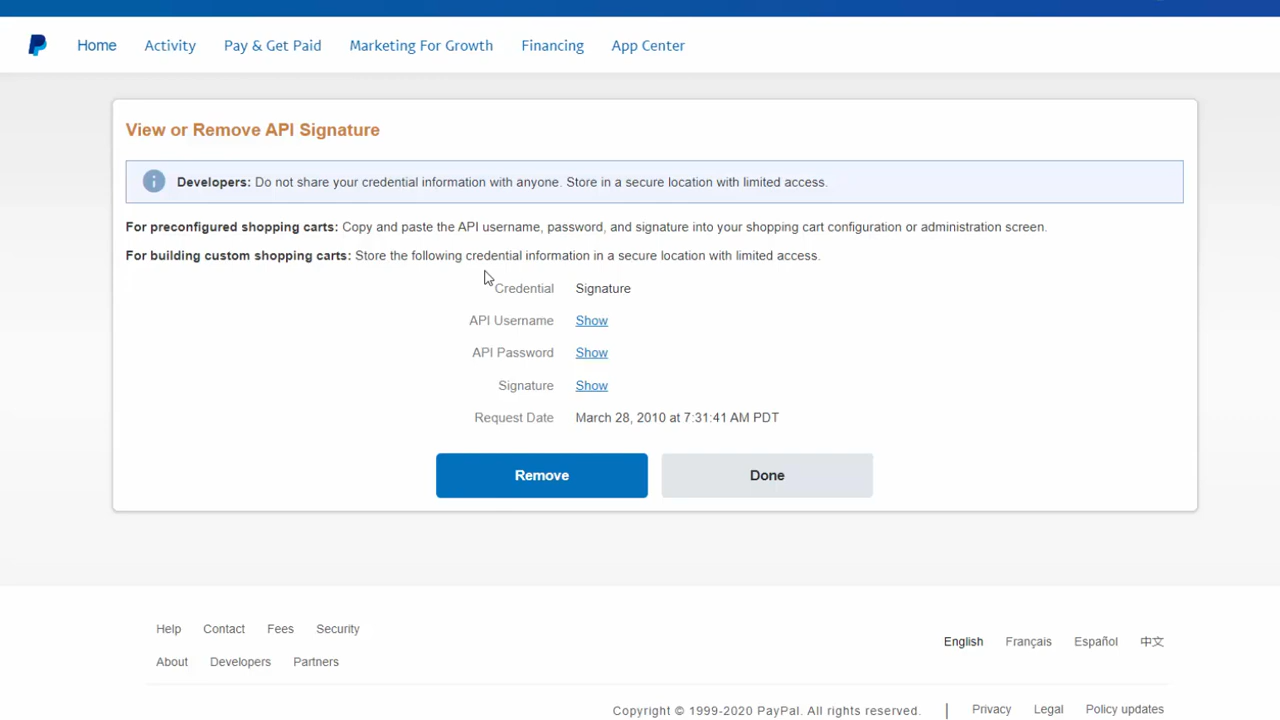 Home Activity Pay & Get Paid Marketing For Growth Financing App Center
View or Remove API Signature
Developers: Do not share your credential information with anyone. Store in a secure location with limited access.
For preconfigured shopping carts: Copy and paste the API username, password, and signature into your shopping cart configuration or administration screen.
For building custom shopping carts: Store the following credential information in a secure location with limited access.
Credential Signature
API Username Show
API Password Show
Signature Show
Request Date March 28, 2010 at 7:31:41 AM PDT
Remove Done
Help Contact Fees Security
English Français Español 中文
About Developers Partners
Copyright © 1999-2020 PayPal. All rights reserved. | Privacy Legal Policy updates